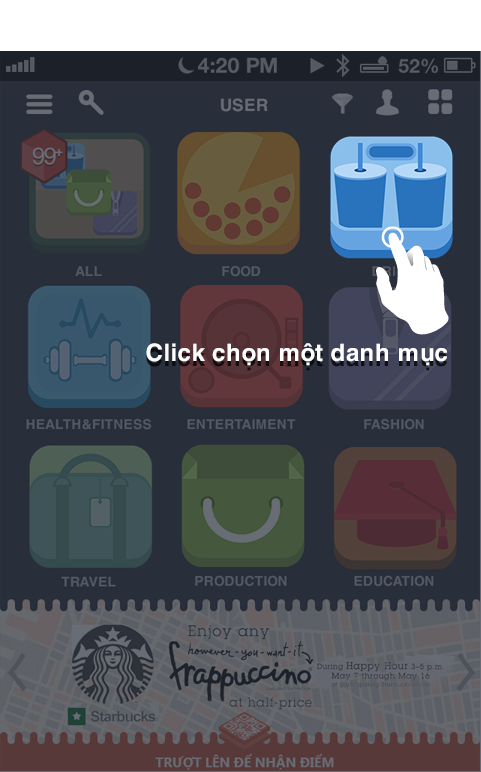 4:20 PM 52%
USER
99+
ALL FOOD
HEALTH&FITNESS ENTERTAIMENT FASHION
Click chọn một danh mục
TRAVEL PRODUCTION EDUCATION
Enjoy any
however-you-want-it
frappuccino
at half-price
During Happy Hour 3–5 p.m.
May 7 through May 16
Starbucks
TRƯỢT LÊN ĐỂ NHẬN ĐIỂM